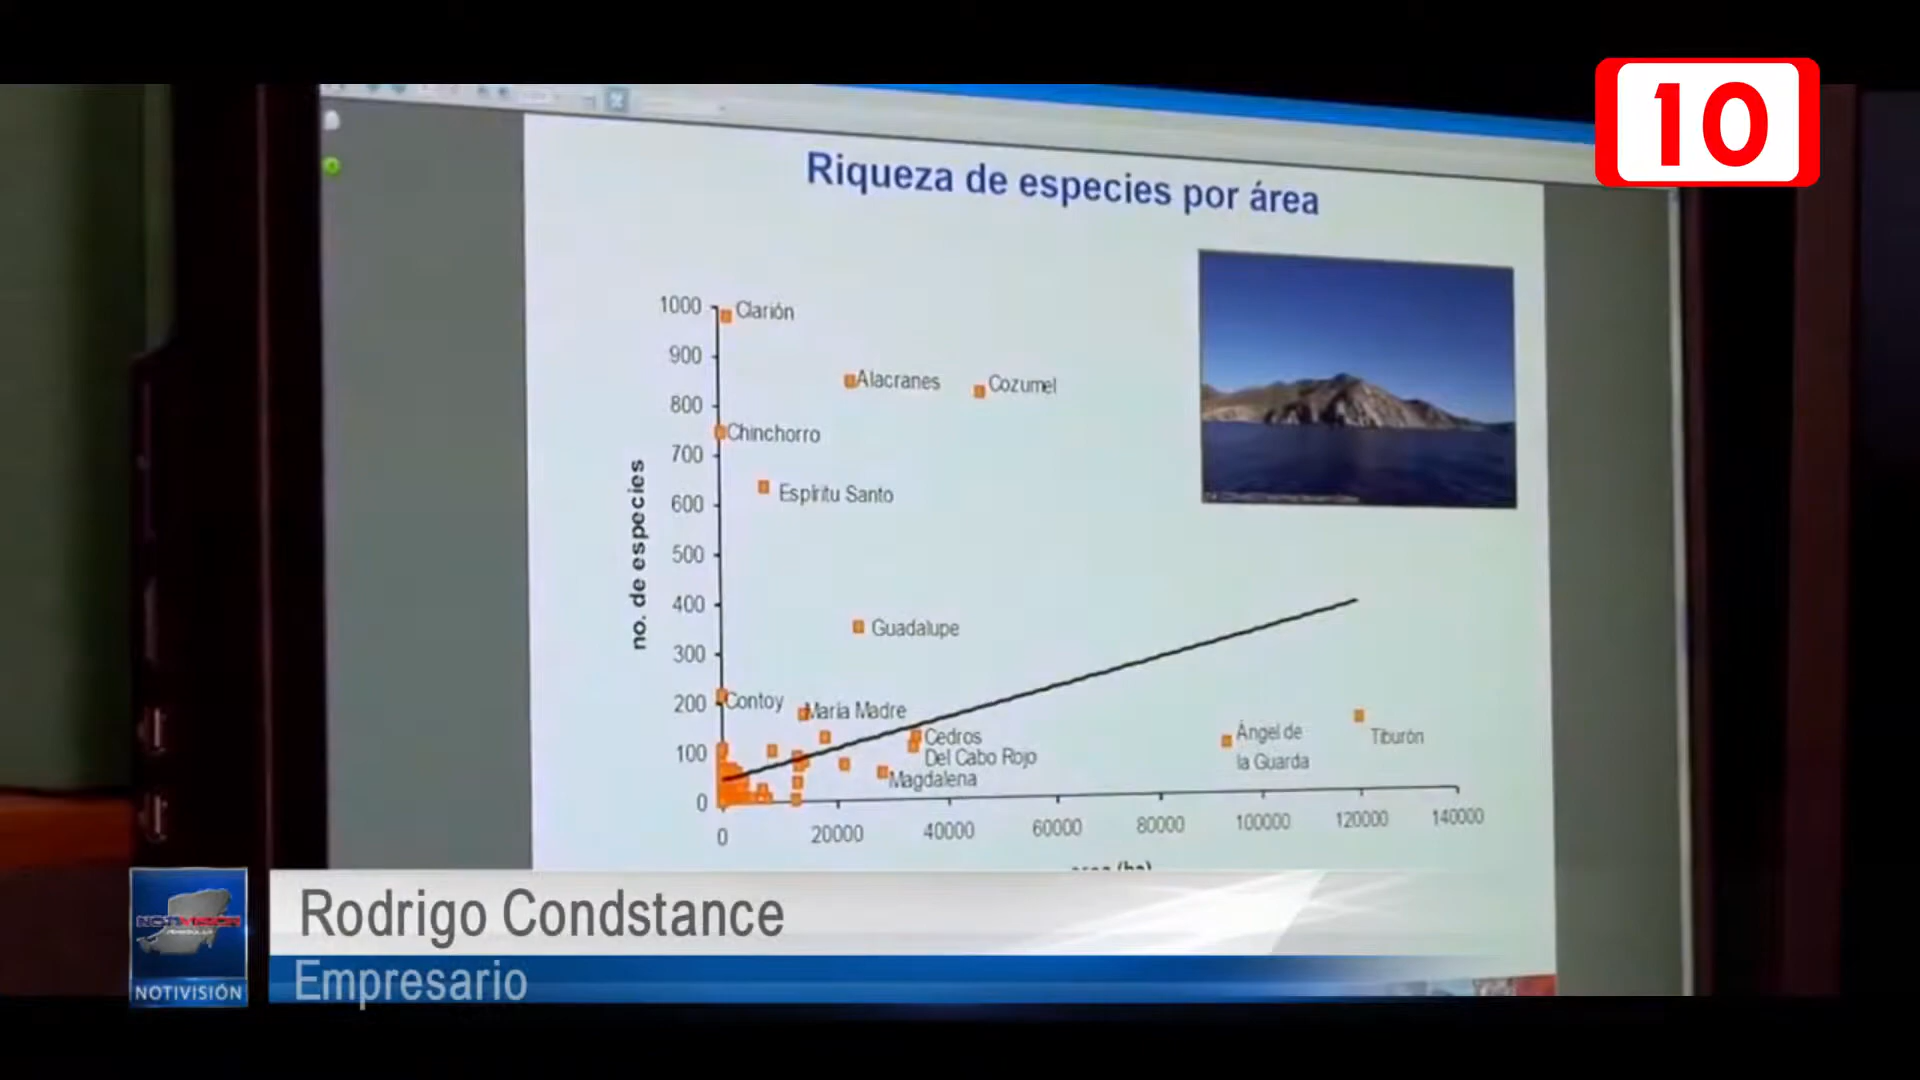 10
Riqueza de especies por área
1000
Clarión
900
Alacranes
Cozumel
800
Chinchorro
700
Espíritu Santo
600
no. de especies
500
400
Guadalupe
300
200
Contoy
María Madre
Cedros
Ángel de
la Guarda
Tiburón
100
Del Cabo Rojo
Magdalena
0
0
20000
40000
60000
80000
100000
120000
140000
Rodrigo Condstance
Empresario
NOTIVISIÓN